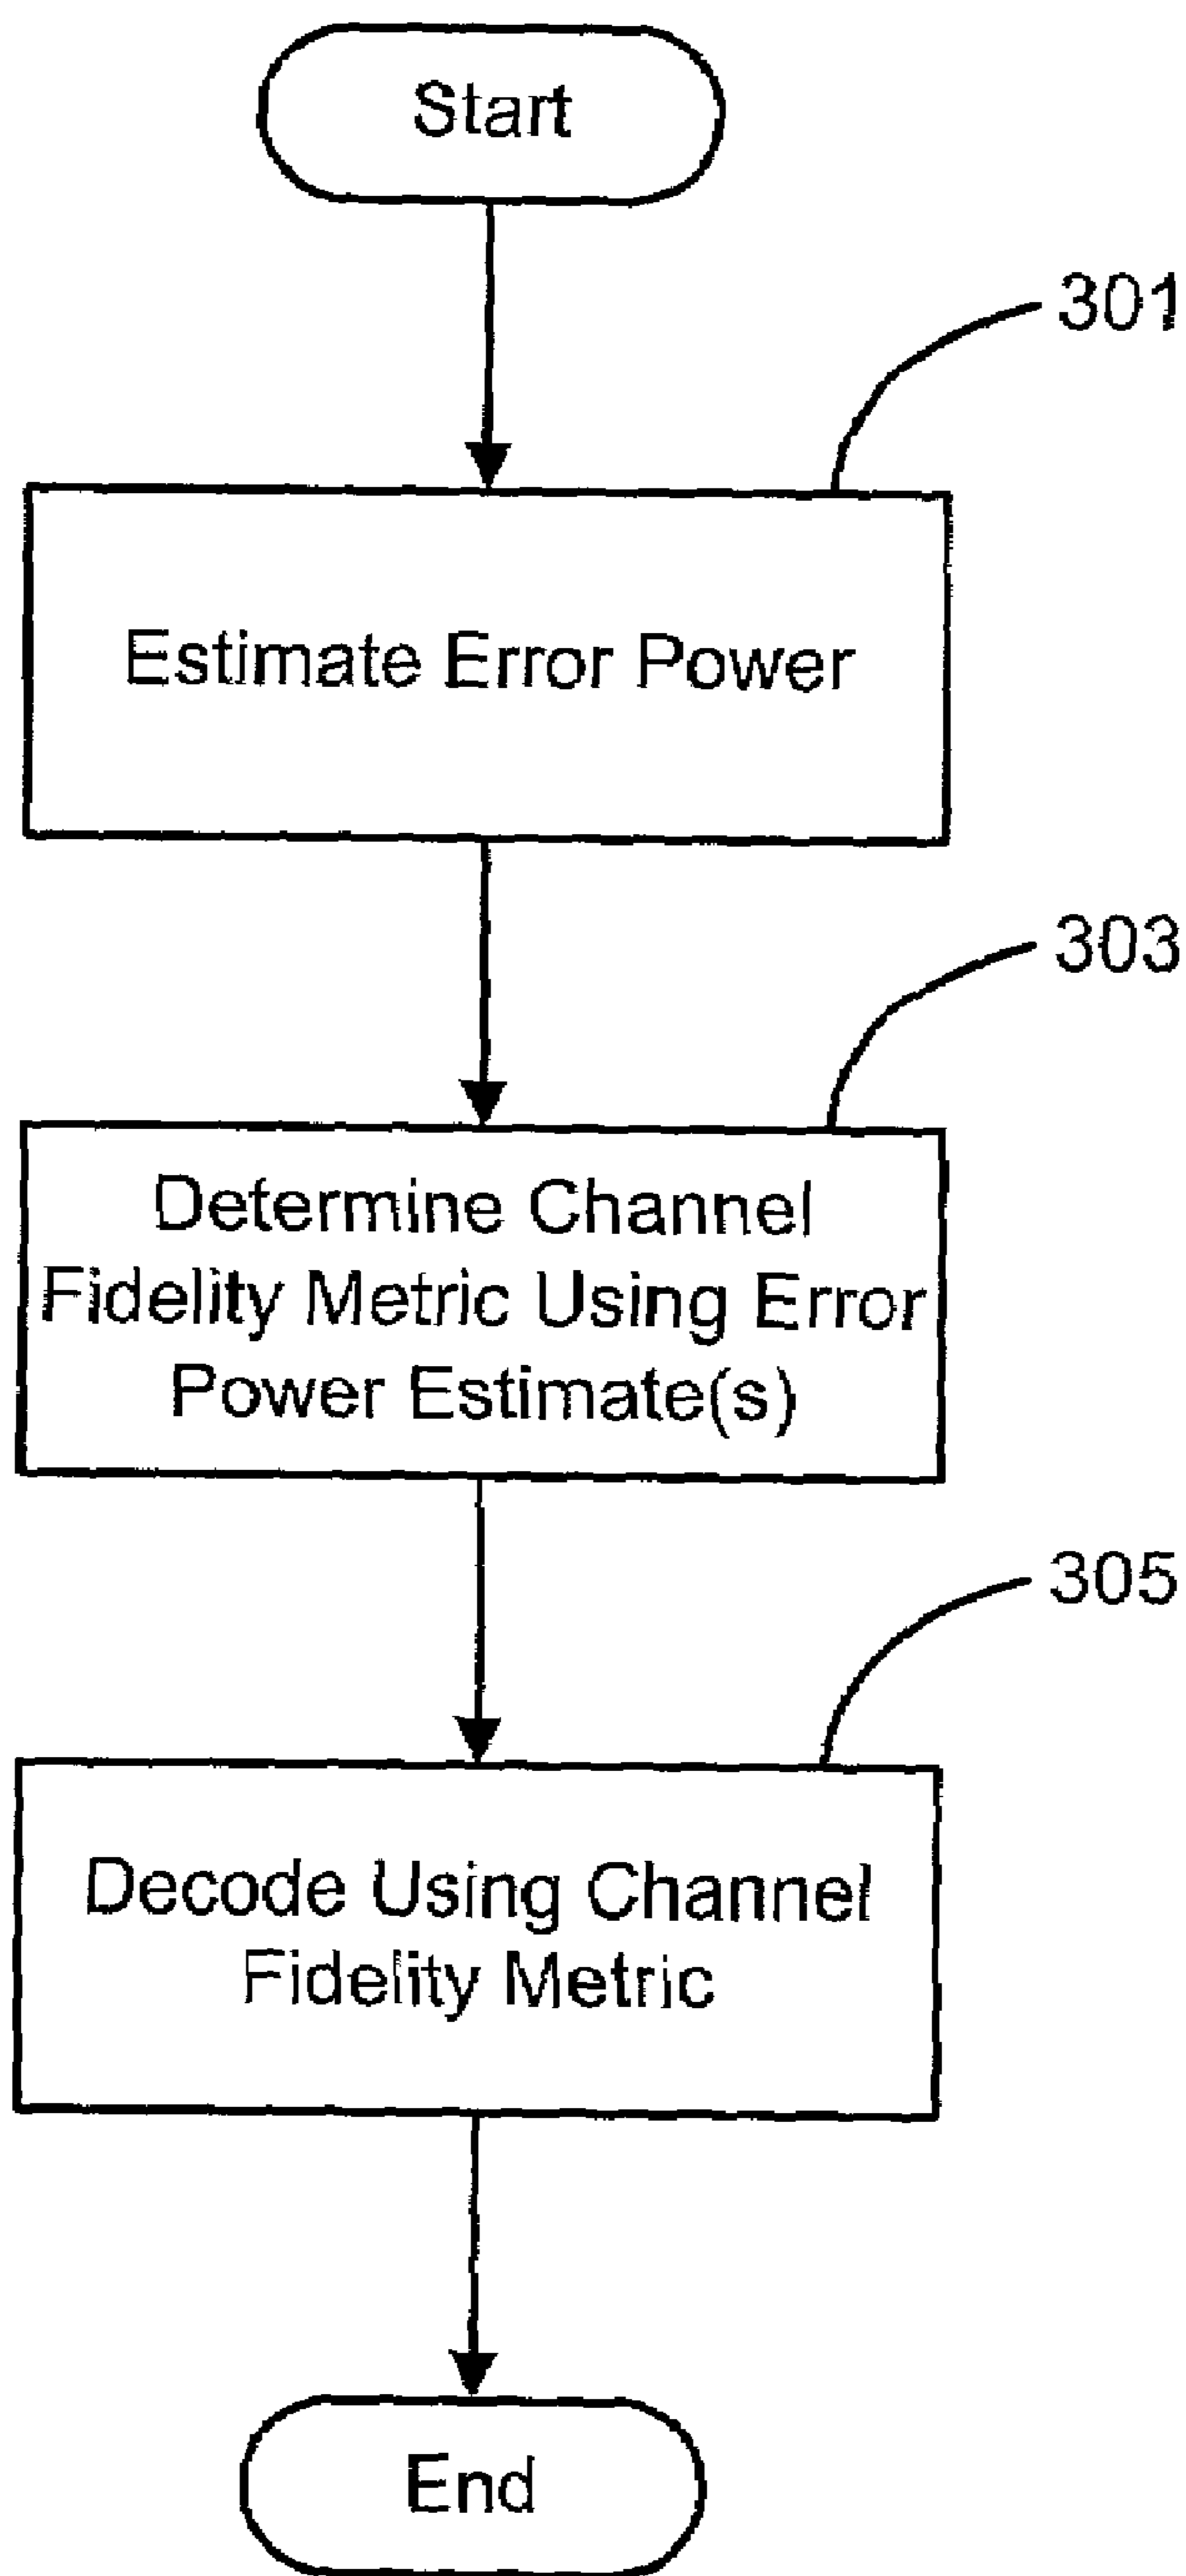 Start
301
Estimate Error Power
303
Determine Channel
Fidelity Metric Using Error
Power Estimate(s)
305
Decode Using Channel
Fidelity Metric
End